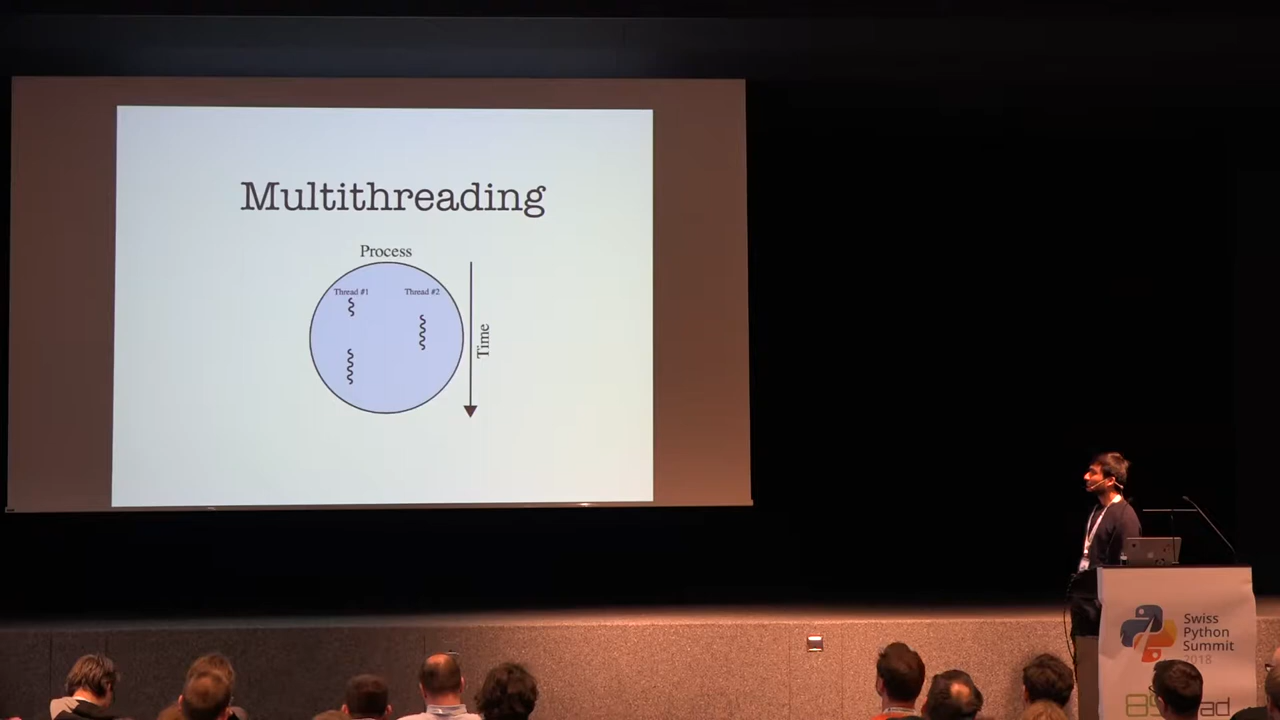 Multithreading
Process
Thread #1
Thread #2
Time
Swiss
Python
Summit
2018